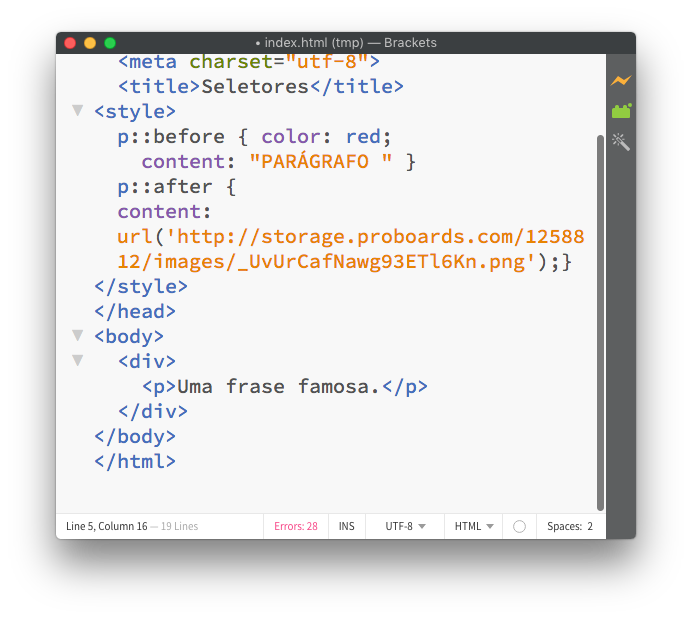 • index.html (tmp) — Brackets
<meta charset="utf-8">
<title>Seletores</title>
<style>
p::before { color: red;
content: "PARÁGRAFO " }
p::after {
content:
url('http://storage.proboards.com/12588
12/images/_UvUrCafNawg93ETl6Kn.png');}
</style>
</head>
<body>
<div>
<p>Uma frase famosa.</p>
</div>
</body>
</html>
Line 5, Column 16 — 19 Lines Errors: 28 INS UTF-8 HTML Spaces: 2